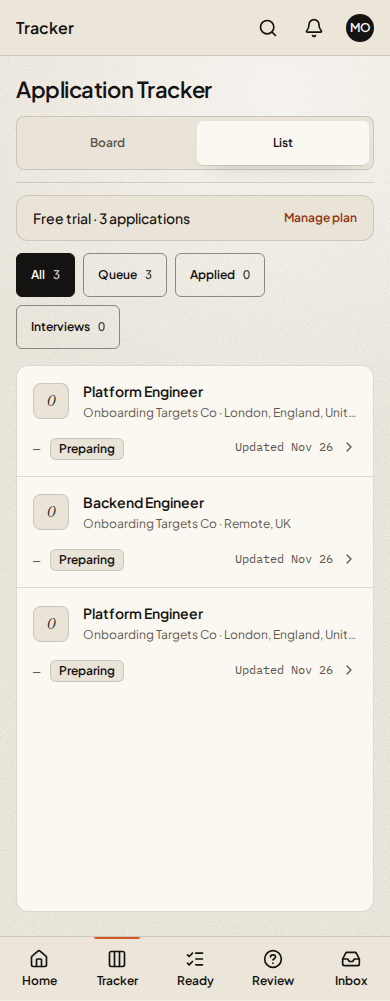 Tracker
MO
Application Tracker
Board
List
Free trial · 3 applications
Manage plan
All 3
Queue 3
Applied 0
Interviews 0
O
Platform Engineer
Onboarding Targets Co · London, England, Unit…
— Preparing
Updated Nov 26
O
Backend Engineer
Onboarding Targets Co · Remote, UK
— Preparing
Updated Nov 26
O
Platform Engineer
Onboarding Targets Co · London, England, Unit…
— Preparing
Updated Nov 26
Home
Tracker
Ready
Review
Inbox